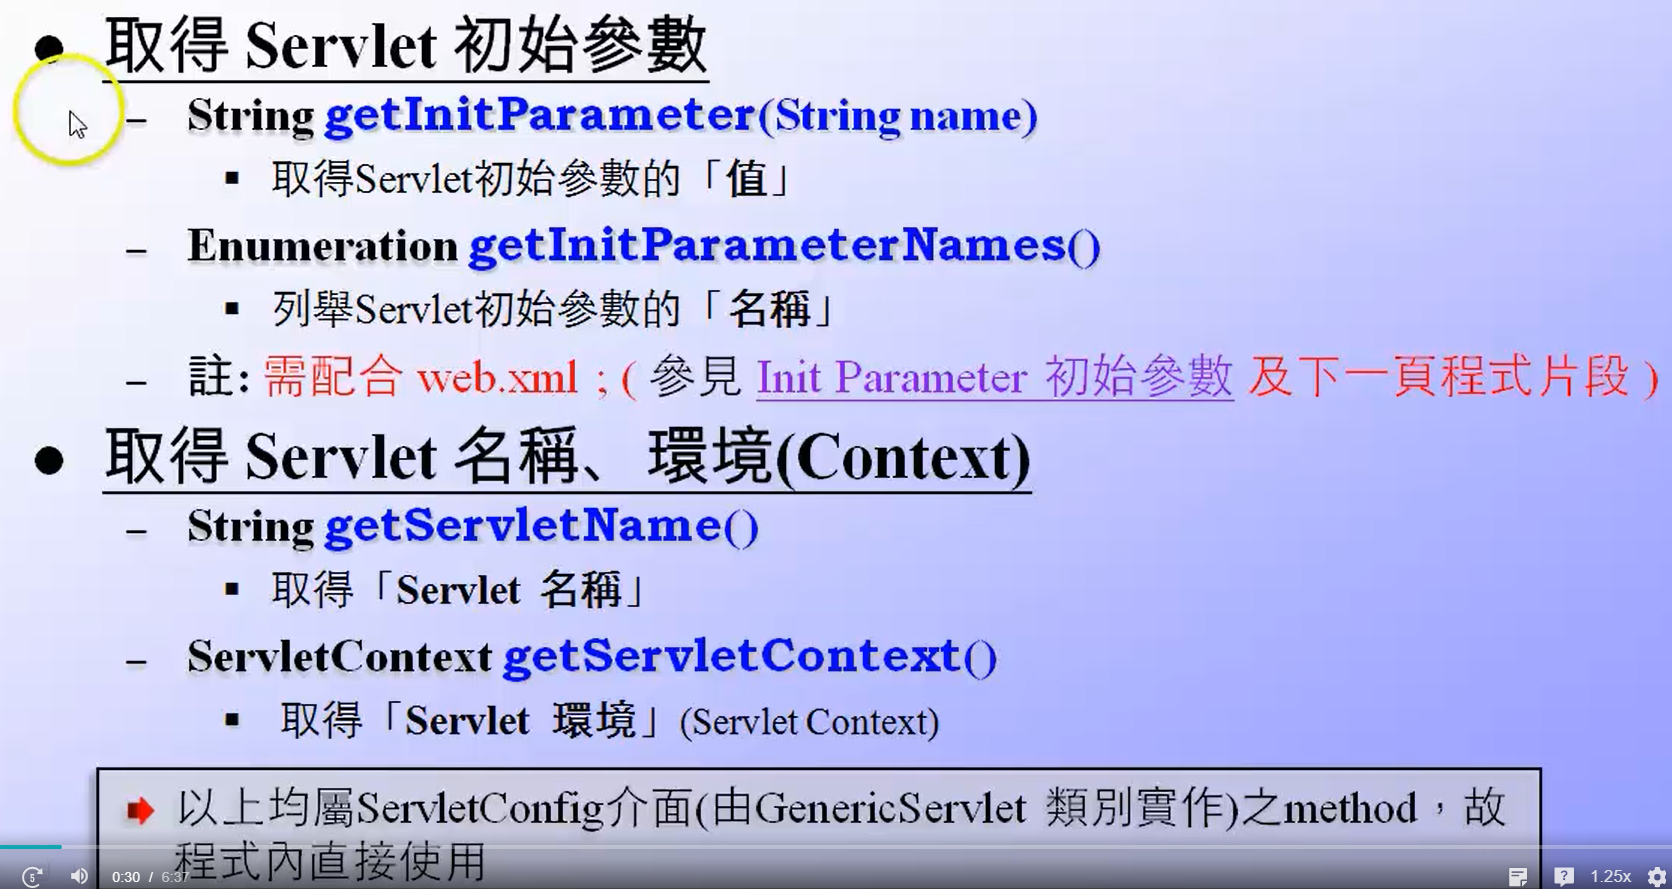 ● 取得 Servlet 初始參數
– String getInitParameter(String name)
▪ 取得Servlet初始參數的「值」
– Enumeration getInitParameterNames()
▪ 列舉Servlet初始參數的「名稱」
– 註: 需配合 web.xml ; ( 參見 Init Parameter 初始參數 及下一頁程式片段 )
● 取得 Servlet 名稱、環境(Context)
– String getServletName()
▪ 取得「Servlet 名稱」
– ServletContext getServletContext()
▪ 取得「Servlet 環境」(Servlet Context)
以上均屬ServletConfig介面(由GenericServlet 類別實作)之method，故
程式內直接使用
5 0:30 / 6:37 ? 1.25x